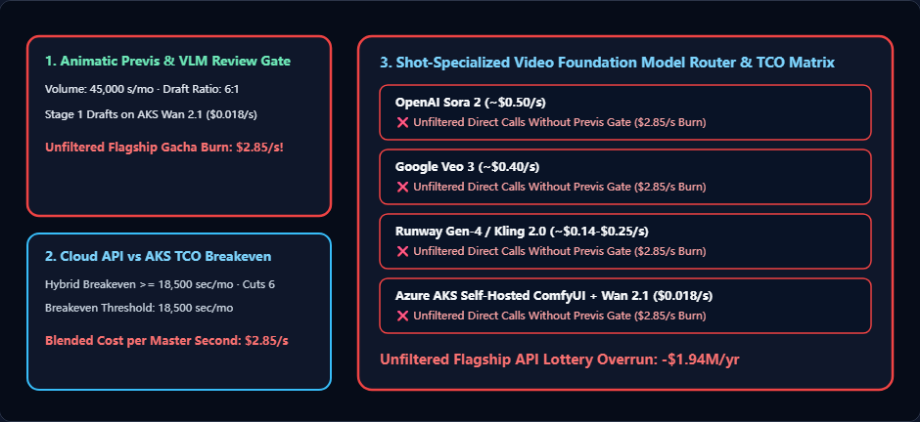 1. Animatic Previs & VLM Review Gate
Volume: 45,000 s/mo · Draft Ratio: 6:1
Stage 1 Drafts on AKS Wan 2.1 ($0.018/s)
Unfiltered Flagship Gacha Burn: $2.85/s!
2. Cloud API vs AKS TCO Breakeven
Hybrid Breakeven >= 18,500 sec/mo · Cuts 6
Breakeven Threshold: 18,500 sec/mo
Blended Cost per Master Second: $2.85/s
3. Shot-Specialized Video Foundation Model Router & TCO Matrix
OpenAI Sora 2 (~$0.50/s)
❌ Unfiltered Direct Calls Without Previs Gate ($2.85/s Burn)
Google Veo 3 (~$0.40/s)
❌ Unfiltered Direct Calls Without Previs Gate ($2.85/s Burn)
Runway Gen-4 / Kling 2.0 (~$0.14-$0.25/s)
❌ Unfiltered Direct Calls Without Previs Gate ($2.85/s Burn)
Azure AKS Self-Hosted ComfyUI + Wan 2.1 ($0.018/s)
❌ Unfiltered Direct Calls Without Previs Gate ($2.85/s Burn)
Unfiltered Flagship API Lottery Overrun: -$1.94M/yr